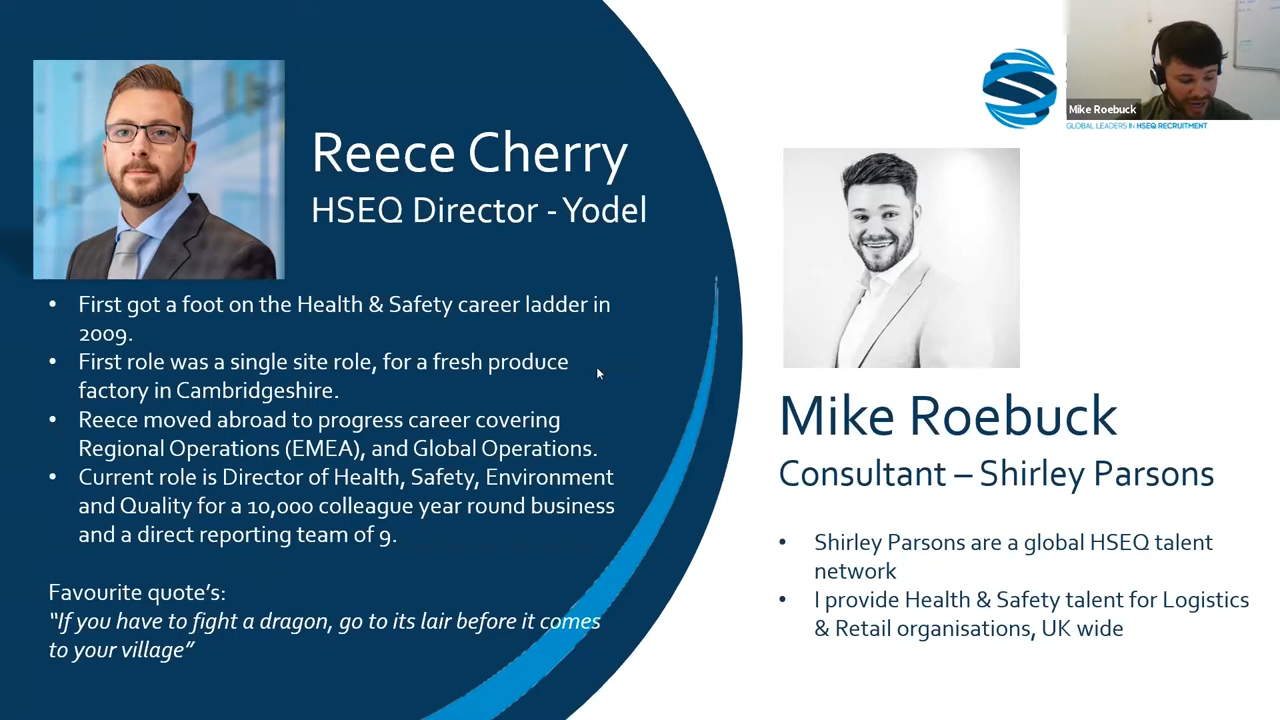 Reece Cherry
HSEQ Director - Yodel
• First got a foot on the Health & Safety career ladder in
2009.
• First role was a single site role, for a fresh produce
factory in Cambridgeshire.
• Reece moved abroad to progress career covering
Regional Operations (EMEA), and Global Operations.
• Current role is Director of Health, Safety, Environment
and Quality for a 10,000 colleague year round business
and a direct reporting team of 9.
Favourite quote's:
"If you have to fight a dragon, go to its lair before it comes
to your village"
Mike Roebuck
GLOBAL LEADERS IN HSEQ RECRUITMENT
Mike Roebuck
Consultant – Shirley Parsons
• Shirley Parsons are a global HSEQ talent
network
• I provide Health & Safety talent for Logistics
& Retail organisations, UK wide